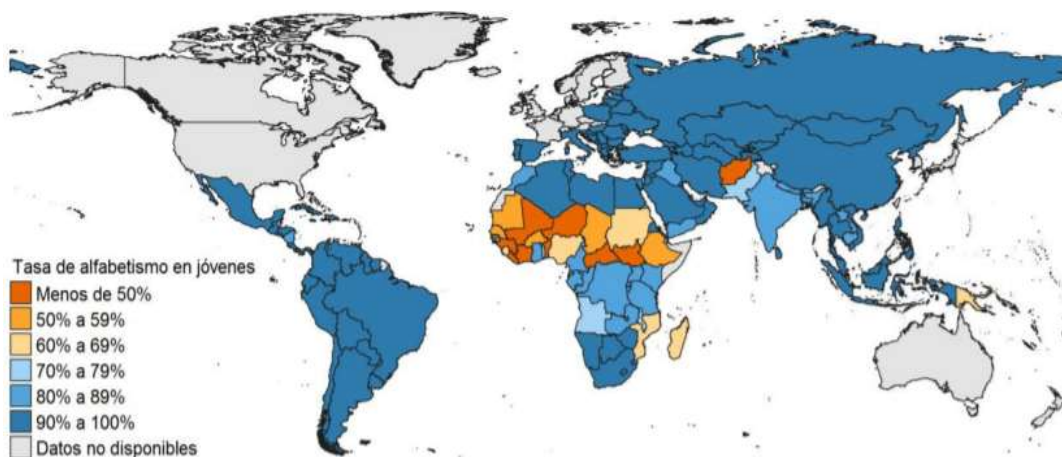 Tasa de alfabetismo en jóvenes
Menos de 50%
50% a 59%
60% a 69%
70% a 79%
80% a 89%
90% a 100%
Datos no disponibles